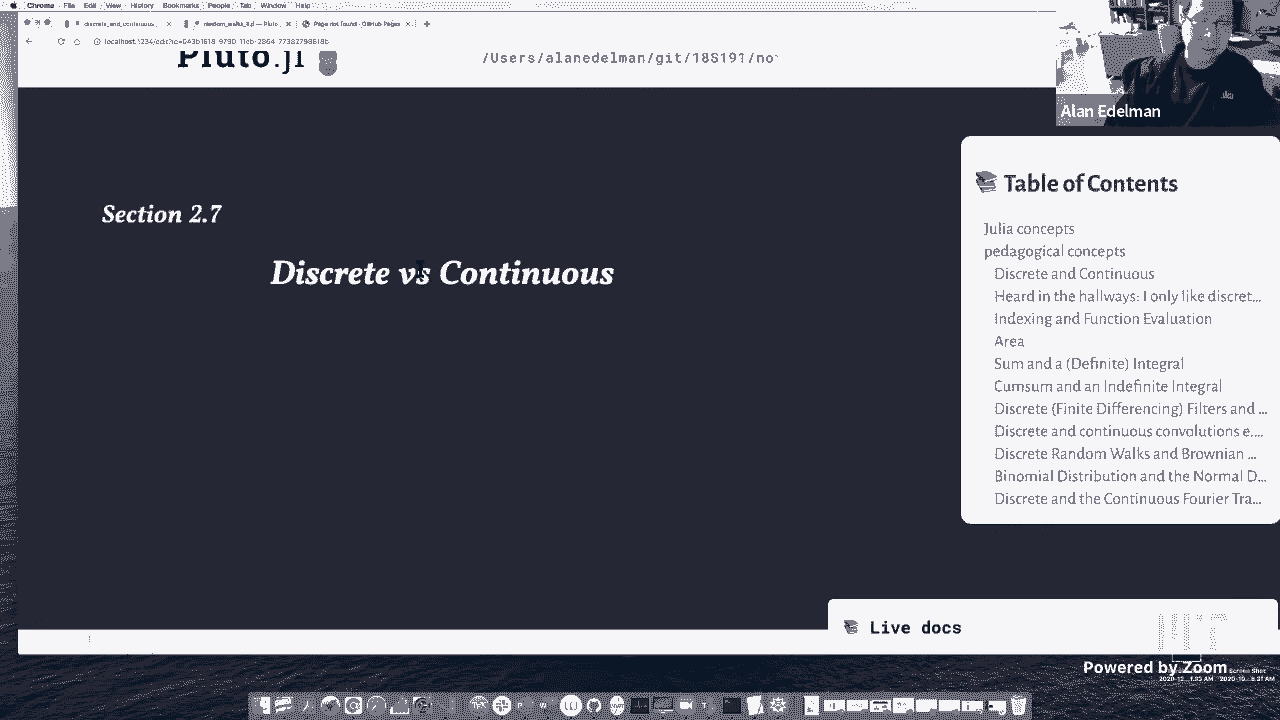 Chrome File Edit View History Bookmarks People Tab Window Help
discrete_and_continuous
random_walks_II.jl — Pluto
Page not found · GitHub Pages
Pluto.jl
/Users/alanedelman/git/18S191/no
Alan Edelman
Section 2.7
Discrete vs Continuous
Table of Contents
Julia concepts
pedagogical concepts
Discrete and Continuous
Heard in the hallways: I only like discret...
Indexing and Function Evaluation
Area
Sum and a (Definite) Integral
Cumsum and an Indefinite Integral
Discrete (Finite Differencing) Filters and ...
Discrete and continuous convolutions e....
Discrete Random Walks and Brownian ...
Binomial Distribution and the Normal D...
Discrete and the Continuous Fourier Tra...
Live docs
MIT
Powered by Zoom